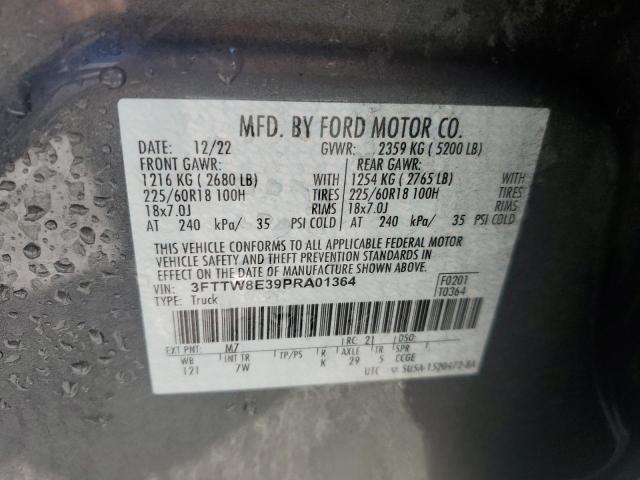 MFD. BY FORD MOTOR CO.
DATE: 12/22 GVWR: 2359 KG ( 5200 LB)
FRONT GAWR: REAR GAWR:
1216 KG ( 2680 LB) WITH 1254 KG ( 2765 LB) WITH
225/60R18 100H TIRES 225/60R18 100H TIRES
18x7.0J RIMS 18x7.0J RIMS
AT 240 kPa/ 35 PSI COLD AT 240 kPa/ 35 PSI COLD
THIS VEHICLE CONFORMS TO ALL APPLICABLE FEDERAL MOTOR
VEHICLE SAFETY AND THEFT PREVENTION STANDARDS IN
EFFECT ON THE DATE OF MANUFACTURE SHOWN ABOVE.
VIN: 3FTTW8E39PRA01364 F0201
TYPE: Truck T0364
EXT PNT: M7 RC: 21 DSO:
WB INT TR TP/PS R AXLE TR SPR
121 7W K 29 S CCGE
UTC